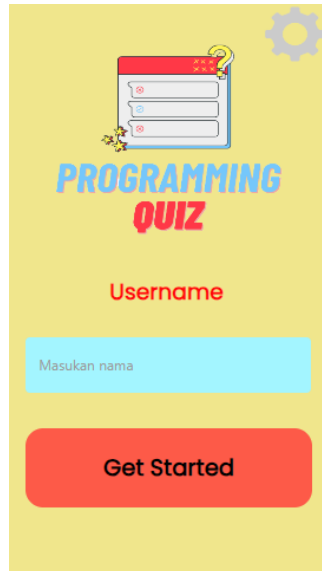 PROGRAMMING
QUIZ
Username
Masukan nama
Get Started